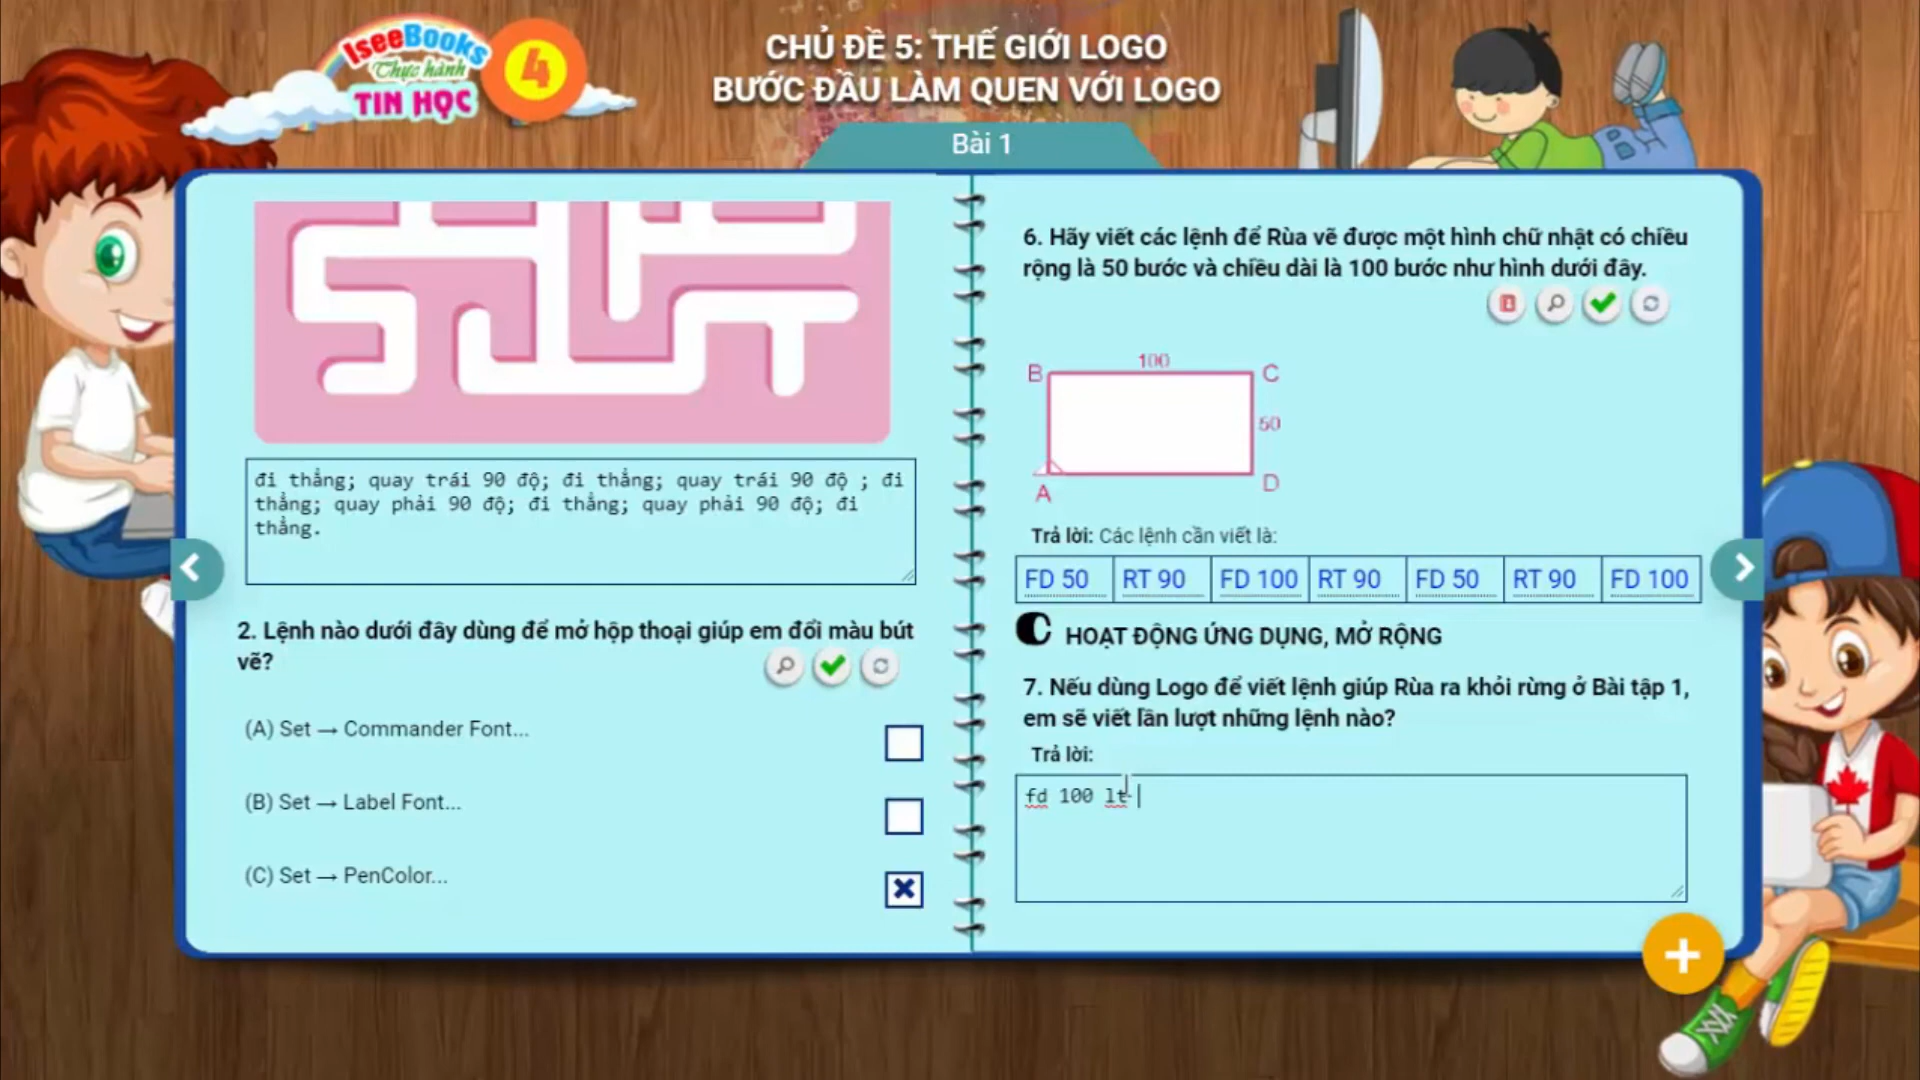 IseeBooks
Thực hành
TIN HỌC
4
CHỦ ĐỀ 5: THẾ GIỚI LOGO
BƯỚC ĐẦU LÀM QUEN VỚI LOGO
Bài 1
đi thẳng; quay trái 90 độ; đi thẳng; quay trái 90 độ ; đi
thẳng; quay phải 90 độ; đi thẳng; quay phải 90 độ; đi
thẳng.
2. Lệnh nào dưới đây dùng để mở hộp thoại giúp em đổi màu bút
vẽ?
(A) Set → Commander Font...
(B) Set → Label Font...
(C) Set → PenColor...
6. Hãy viết các lệnh để Rùa vẽ được một hình chữ nhật có chiều
rộng là 50 bước và chiều dài là 100 bước như hình dưới đây.
100
B
C
50
A
D
Trả lời: Các lệnh cần viết là:
FD 50 RT 90 FD 100 RT 90 FD 50 RT 90 FD 100
C HOẠT ĐỘNG ỨNG DỤNG, MỞ RỘNG
7. Nếu dùng Logo để viết lệnh giúp Rùa ra khỏi rừng ở Bài tập 1,
em sẽ viết lần lượt những lệnh nào?
Trả lời:
fd 100 lt